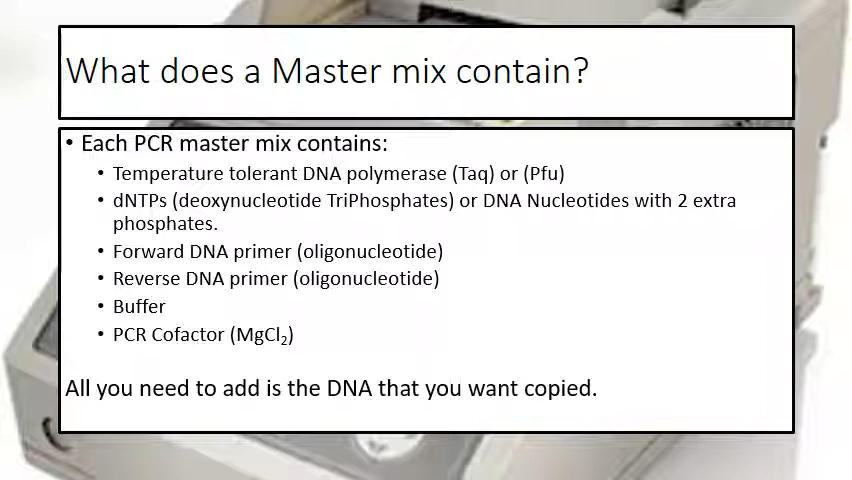 What does a Master mix contain?
• Each PCR master mix contains:
• Temperature tolerant DNA polymerase (Taq) or (Pfu)
• dNTPs (deoxynucleotide TriPhosphates) or DNA Nucleotides with 2 extra
phosphates.
• Forward DNA primer (oligonucleotide)
• Reverse DNA primer (oligonucleotide)
• Buffer
• PCR Cofactor (MgCl₂)
All you need to add is the DNA that you want copied.